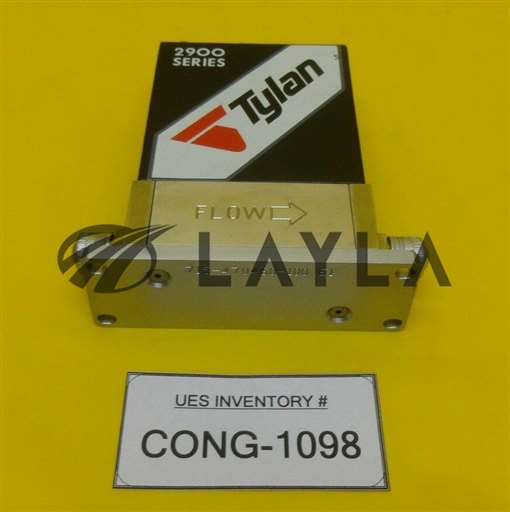 2900
SERIES
Tylan
FLOW
LAYLA
UES INVENTORY #
CONG-1098